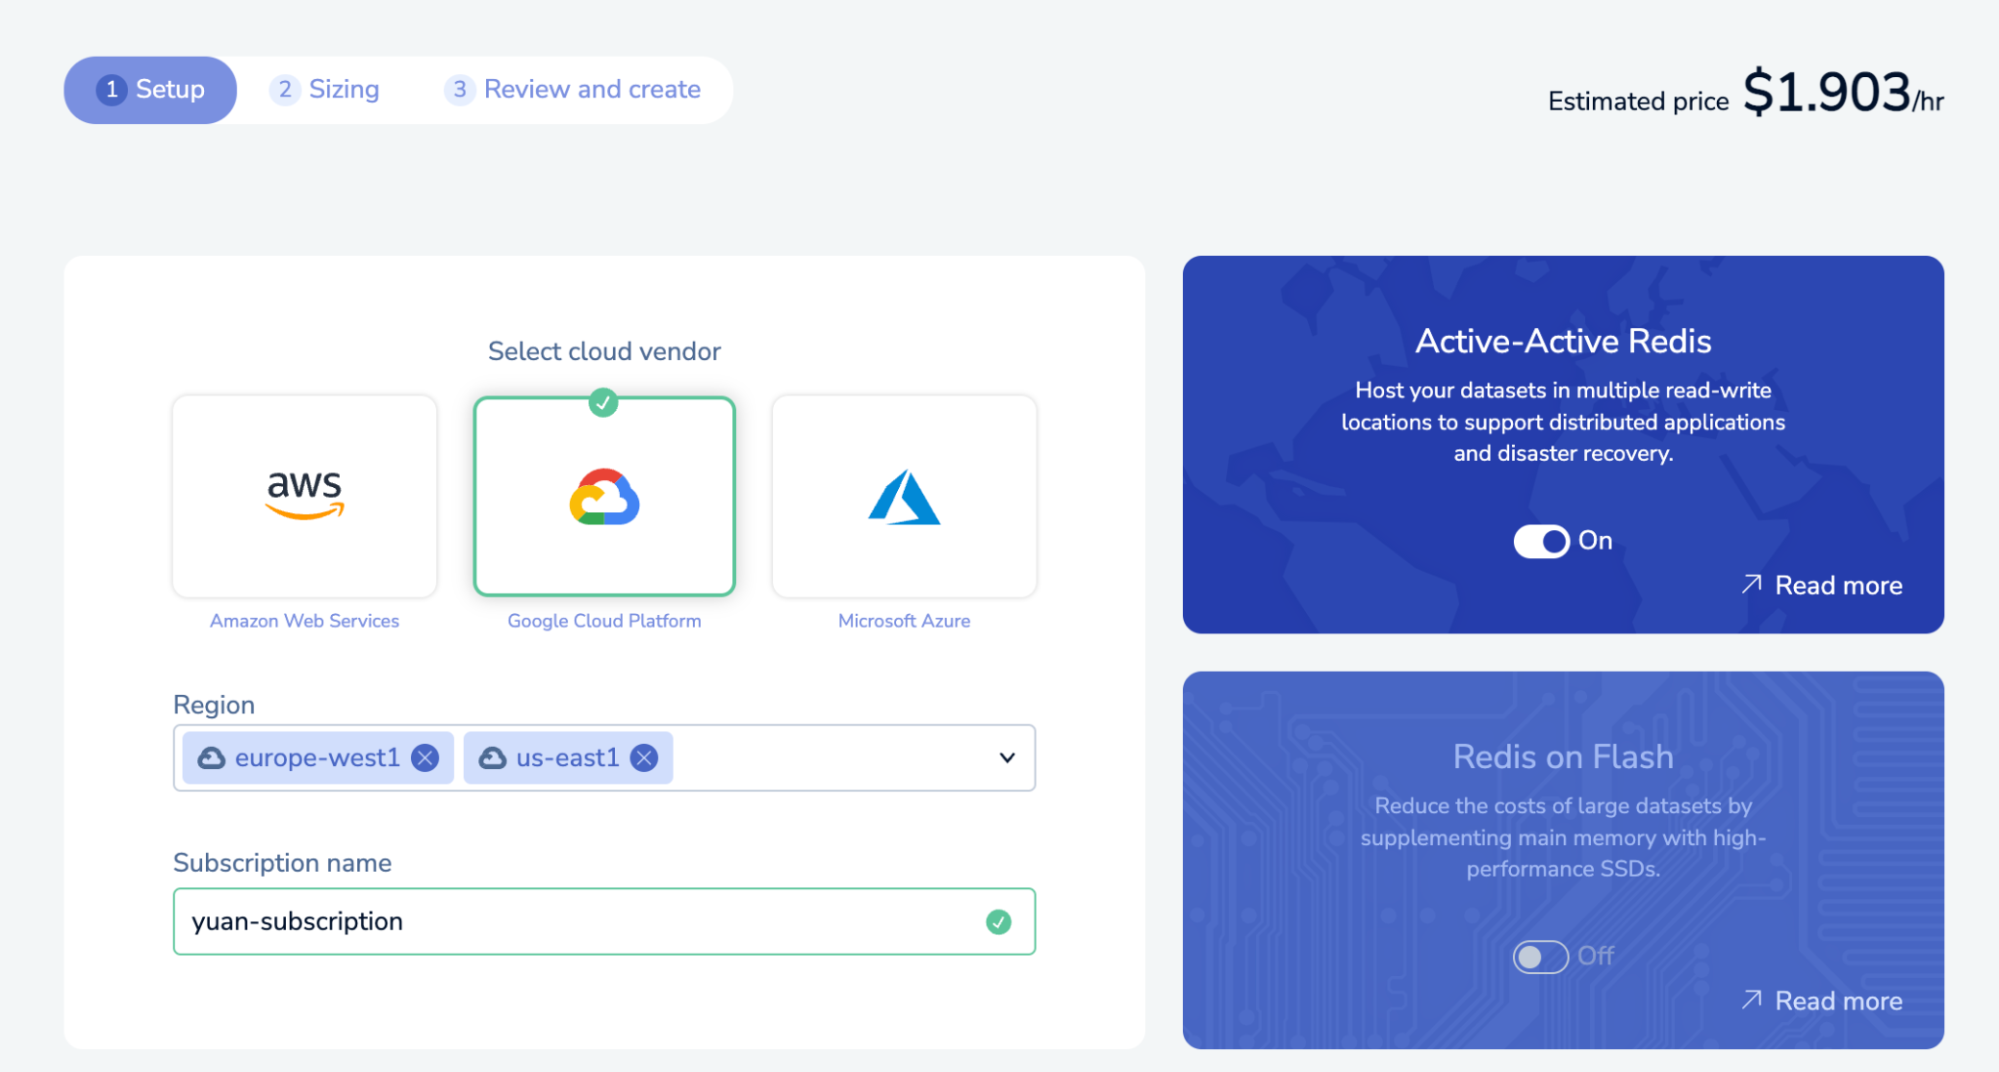 1 Setup 2 Sizing 3 Review and create
Estimated price $1.903/hr
Select cloud vendor
aws
Amazon Web Services
Google Cloud Platform
Microsoft Azure
Region
europe-west1 us-east1
Subscription name
yuan-subscription
Active-Active Redis
Host your datasets in multiple read-write
locations to support distributed applications
and disaster recovery.
On
Read more
Redis on Flash
Reduce the costs of large datasets by
supplementing main memory with high-
performance SSDs.
Off
Read more